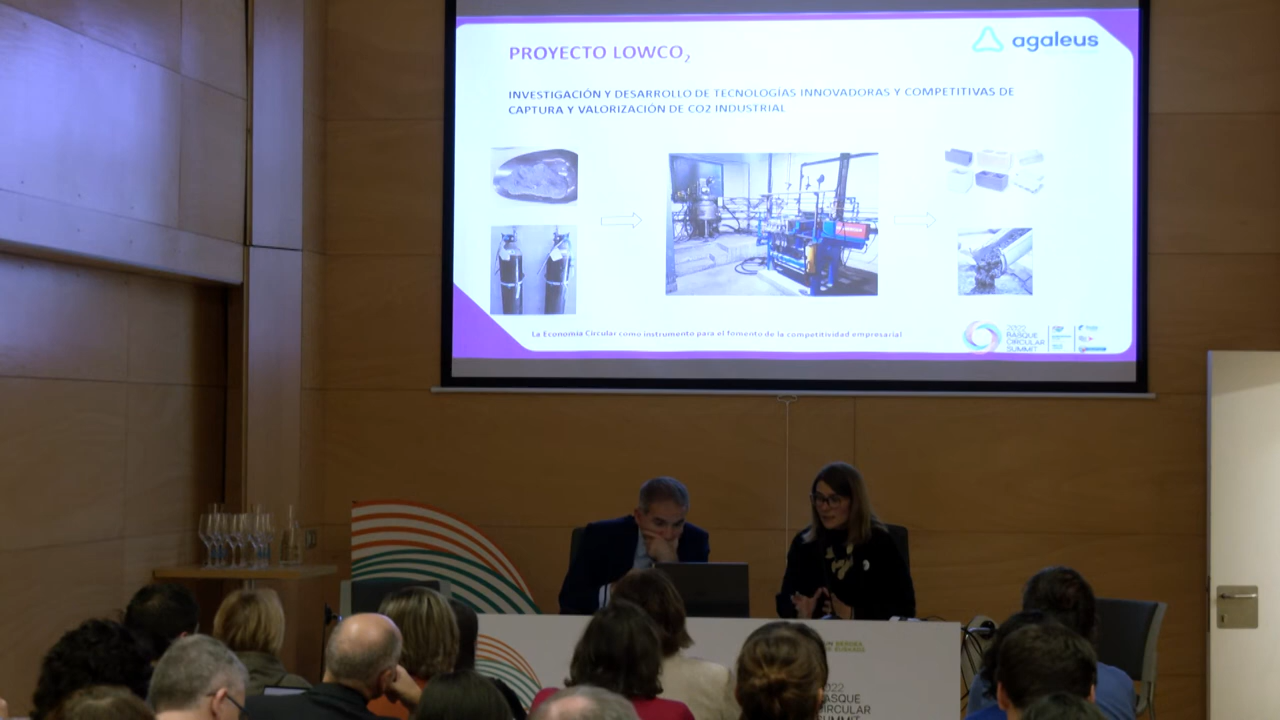 PROYECTO LOWCO₂
agaleus
INVESTIGACIÓN Y DESARROLLO DE TECNOLOGÍAS INNOVADORAS Y COMPETITIVAS DE
CAPTURA Y VALORIZACIÓN DE CO2 INDUSTRIAL
La Economía Circular como instrumento para el fomento de la competitividad empresarial
2022
BASQUE
CIRCULAR
SUMMIT
2022
BASQUE
CIRCULAR
SUMMIT